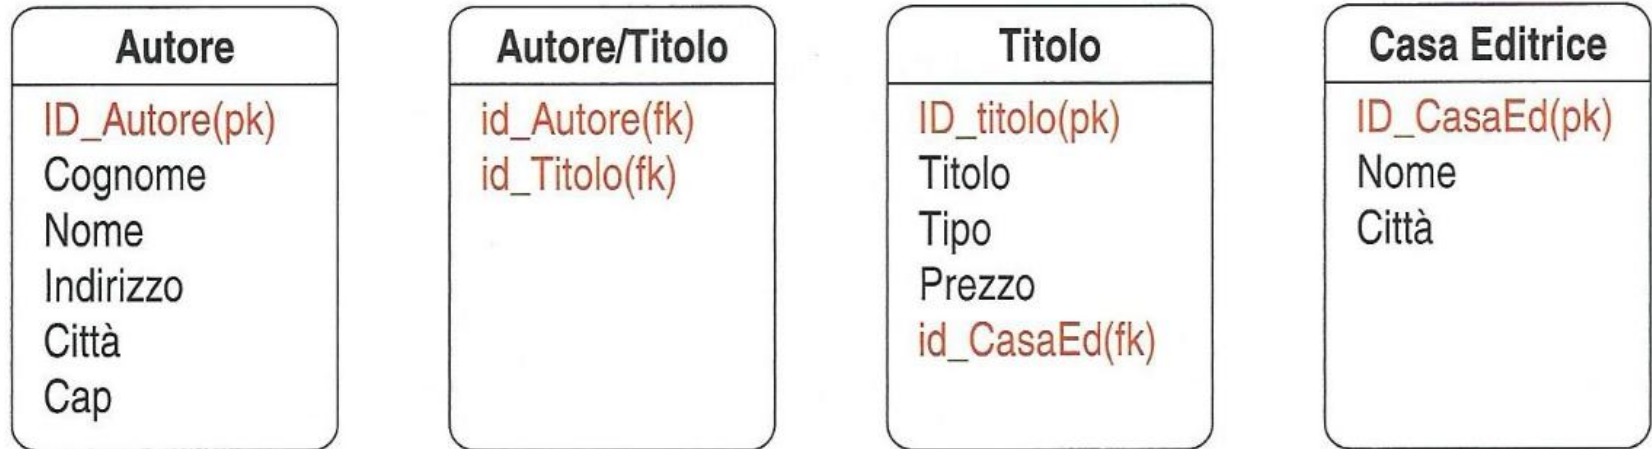 Autore
ID_Autore(pk)
Cognome
Nome
Indirizzo
Città
Cap
Autore/Titolo
id_Autore(fk)
id_Titolo(fk)
Titolo
ID_titolo(pk)
Titolo
Tipo
Prezzo
id_CasaEd(fk)
Casa Editrice
ID_CasaEd(pk)
Nome
Città